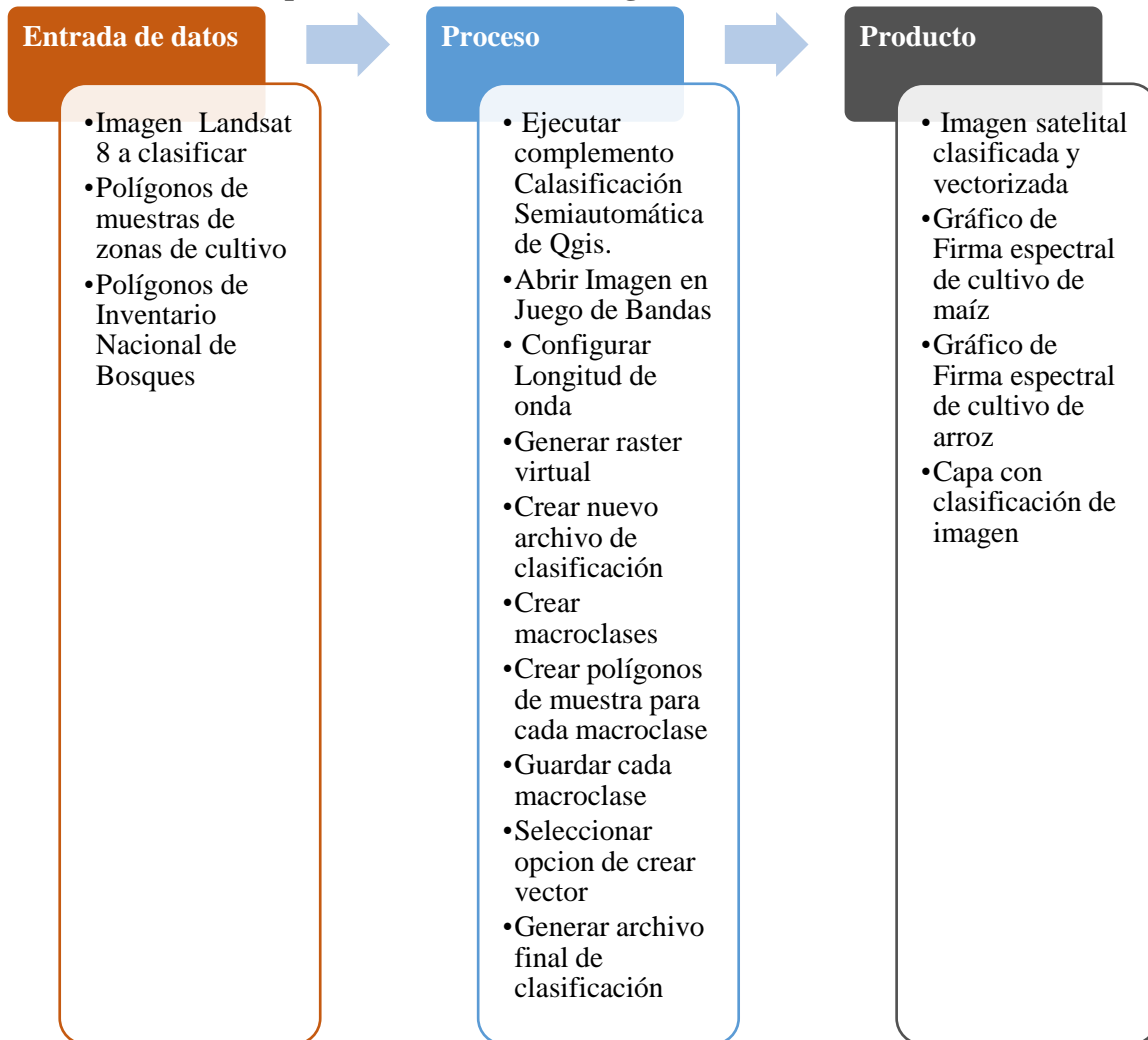 Entrada de datos
•Imagen Landsat
8 a clasificar
•Polígonos de
muestras de
zonas de cultivo
•Polígonos de
Inventario
Nacional de
Bosques
Proceso
• Ejecutar
complemento
Calasificación
Semiautomática
de Qgis.
•Abrir Imagen en
Juego de Bandas
• Configurar
Longitud de
onda
•Generar raster
virtual
•Crear nuevo
archivo de
clasificación
•Crear
macroclases
•Crear polígonos
de muestra para
cada macroclase
•Guardar cada
macroclase
•Seleccionar
opcion de crear
vector
•Generar archivo
final de
clasificación
Producto
• Imagen satelital
clasificada y
vectorizada
•Gráfico de
Firma espectral
de cultivo de
maíz
•Gráfico de
Firma espectral
de cultivo de
arroz
•Capa con
clasificación de
imagen